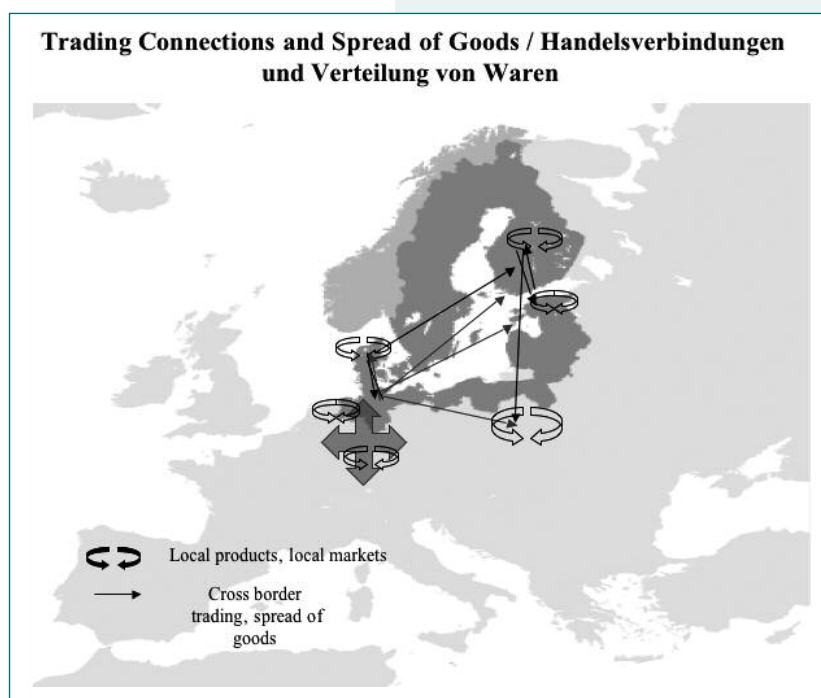 Trading Connections and Spread of Goods / Handelsverbindungen
und Verteilung von Waren
Local products, local markets
Cross border
trading, spread of
goods